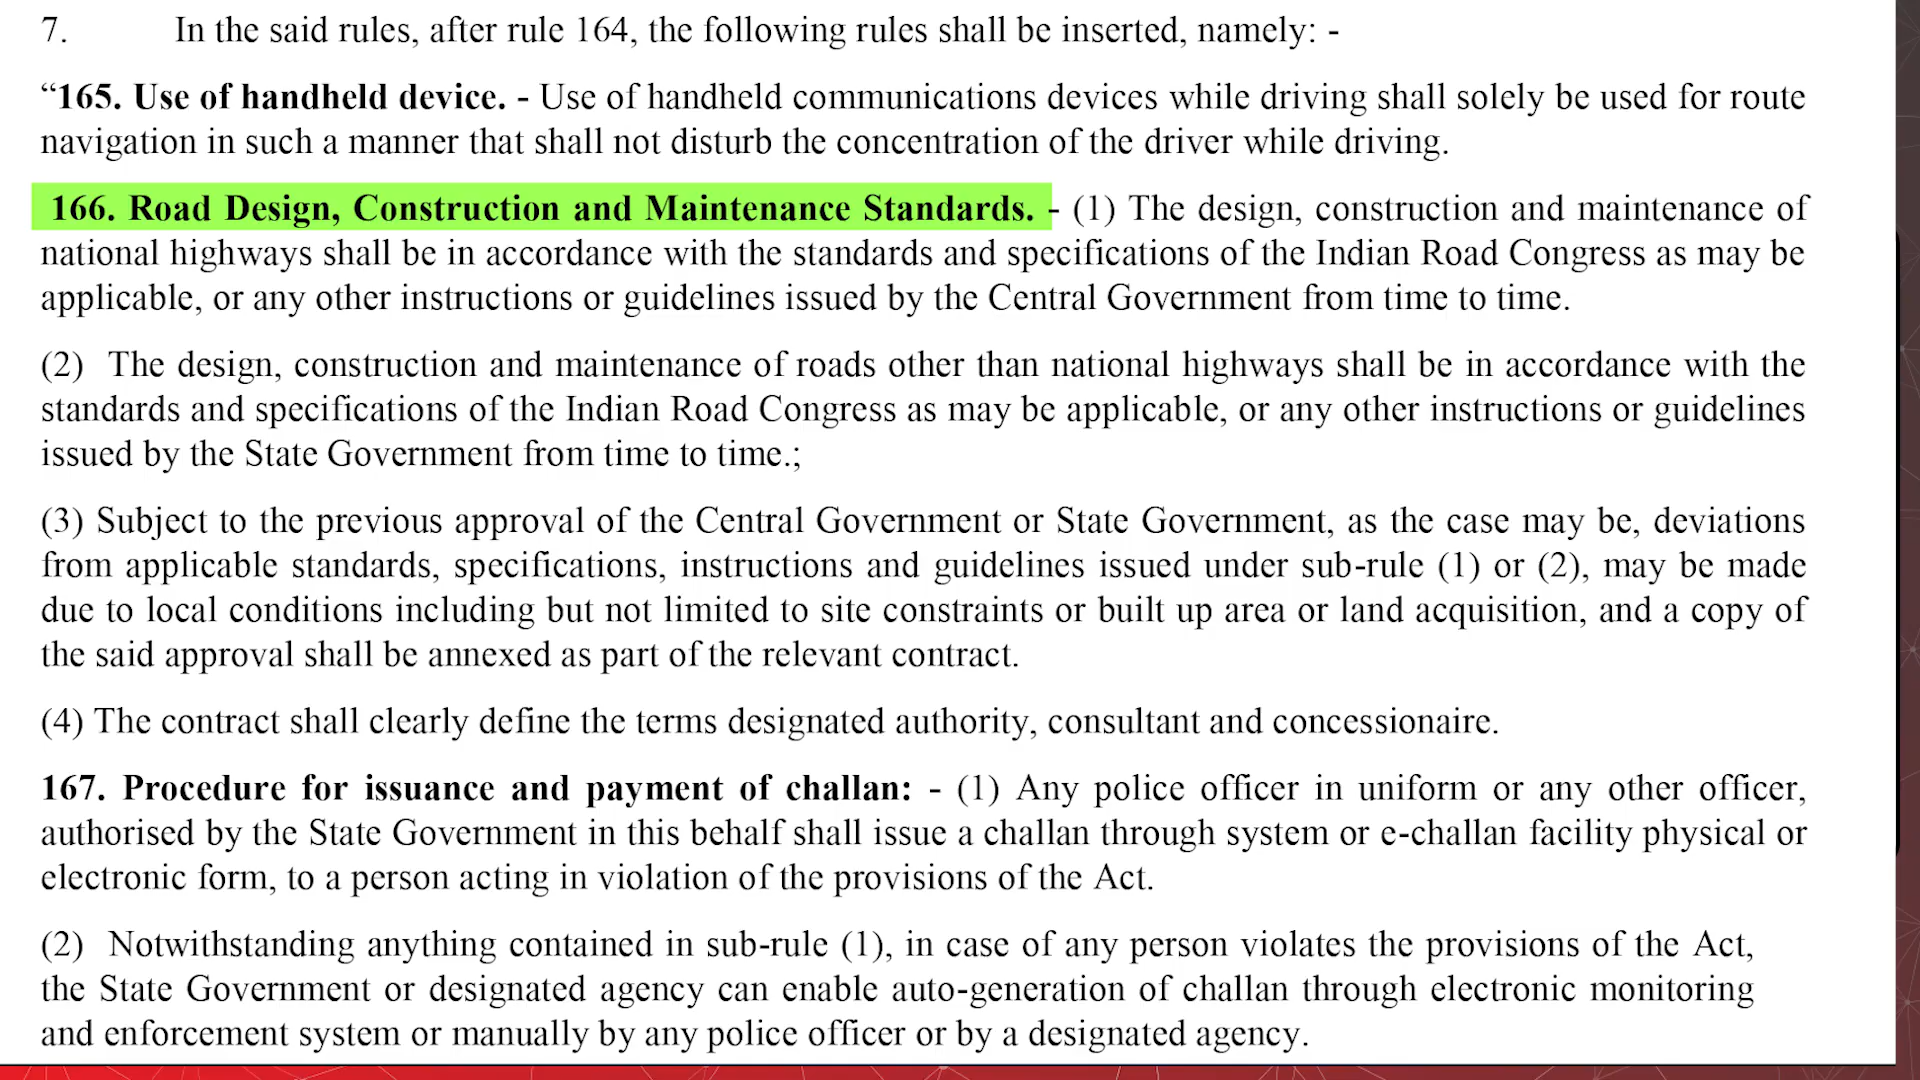 7. In the said rules, after rule 164, the following rules shall be inserted, namely: -
“165. Use of handheld device. - Use of handheld communications devices while driving shall solely be used for route
navigation in such a manner that shall not disturb the concentration of the driver while driving.
166. Road Design, Construction and Maintenance Standards. - (1) The design, construction and maintenance of
national highways shall be in accordance with the standards and specifications of the Indian Road Congress as may be
applicable, or any other instructions or guidelines issued by the Central Government from time to time.
(2) The design, construction and maintenance of roads other than national highways shall be in accordance with the
standards and specifications of the Indian Road Congress as may be applicable, or any other instructions or guidelines
issued by the State Government from time to time.;
(3) Subject to the previous approval of the Central Government or State Government, as the case may be, deviations
from applicable standards, specifications, instructions and guidelines issued under sub-rule (1) or (2), may be made
due to local conditions including but not limited to site constraints or built up area or land acquisition, and a copy of
the said approval shall be annexed as part of the relevant contract.
(4) The contract shall clearly define the terms designated authority, consultant and concessionaire.
167. Procedure for issuance and payment of challan: - (1) Any police officer in uniform or any other officer,
authorised by the State Government in this behalf shall issue a challan through system or e-challan facility physical or
electronic form, to a person acting in violation of the provisions of the Act.
(2) Notwithstanding anything contained in sub-rule (1), in case of any person violates the provisions of the Act,
the State Government or designated agency can enable auto-generation of challan through electronic monitoring
and enforcement system or manually by any police officer or by a designated agency.